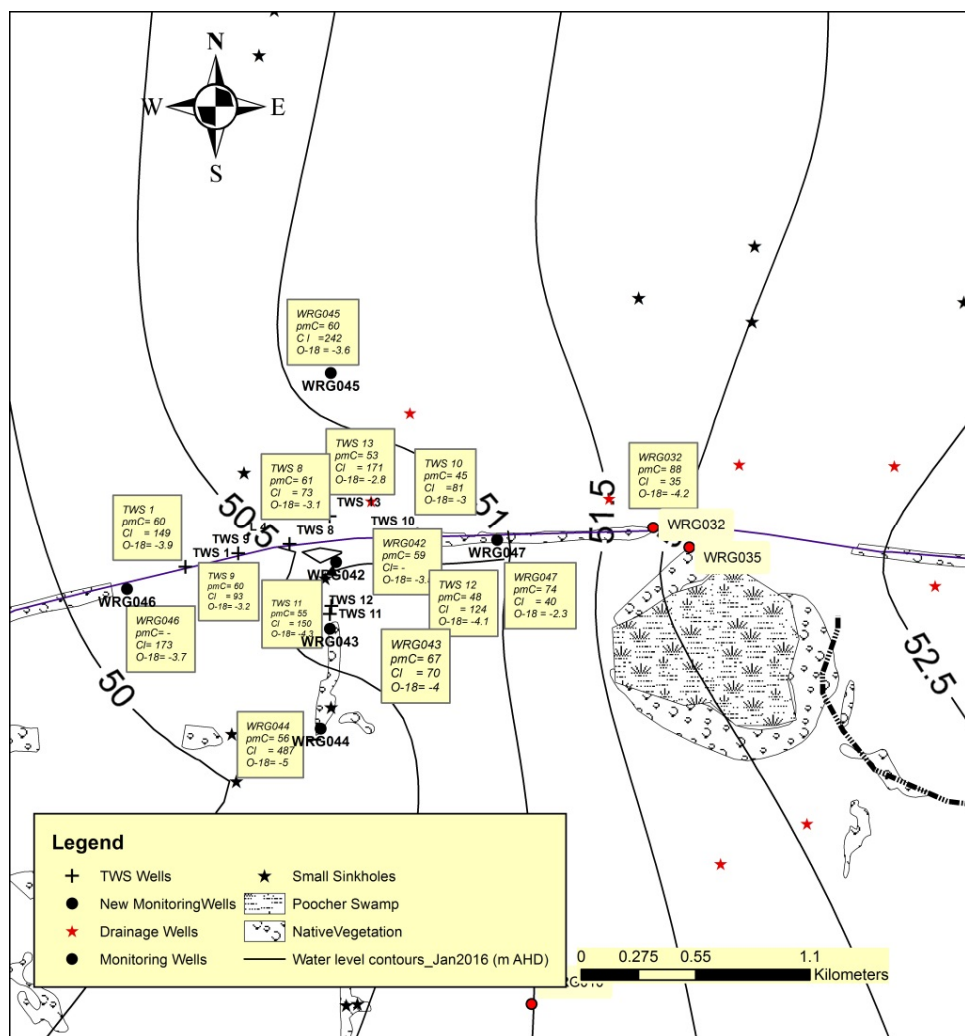 N
W
E
S
WRG045
pmC= 60
C l =242
O-18 = -3.6
WRG045
TWS 13
pmC= 53
Cl = 171
O-18= -2.8
TWS 8
pmC= 61
Cl = 73
O-18= -3.1
TWS 10
pmC= 45
Cl =81
O-18= -3
WRG032
pmC= 88
Cl = 35
O-18= -4.2
TWS 1
pmC= 60
Cl = 149
O-18= -3.9
50.5
51
51.5
TWS 13
TWS 10
TWS 8
TWS 9
TWS 1
WRG032
WRG035
WRG047
WRG042
WRG042
pmC= 59
Cl= -
TWS 9
pmC= 60
Cl = 93
O-18= -3.2
TWS 11
pmC= 55
Cl = 150
TWS 12
pmC= 48
Cl = 124
O-18= -4.1
WRG047
pmC= 74
Cl = 40
O-18= -2.3
WRG046
WRG046
pmC= -
Cl= 173
O-18= -3.7
TWS 12
TWS 11
WRG043
WRG043
pmC= 67
Cl = 70
O-18= -4
50
52.5
WRG044
pmC= 56
Cl = 487
O-18= -5
WRG044
Legend
TWS Wells
New MonitoringWells
Drainage Wells
Monitoring Wells
Small Sinkholes
Poocher Swamp
NativeVegetation
Water level contours_Jan2016 (m AHD)
0 0.275 0.55 1.1
Kilometers